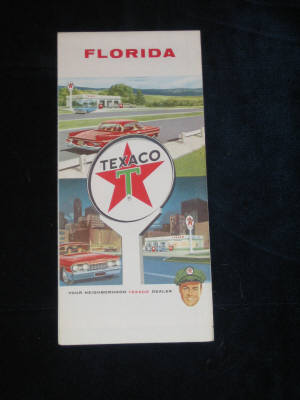 FLORIDA
TEXACO
T
YOUR NEIGHBORHOOD TEXACO DEALER